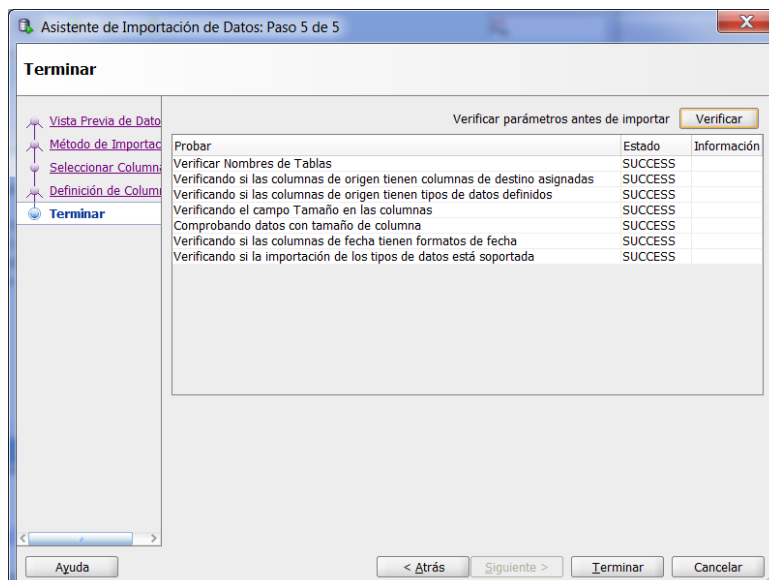 Asistente de Importación de Datos: Paso 5 de 5
Terminar
Vista Previa de Dato
Método de Importac
Seleccionar Column
Definición de Colum
Terminar
Verificar parámetros antes de importar Verificar
Probar Estado Información
Verificar Nombres de Tablas SUCCESS
Verificando si las columnas de origen tienen columnas de destino asignadas SUCCESS
Verificando si las columnas de origen tienen tipos de datos definidos SUCCESS
Verificando el campo Tamaño en las columnas SUCCESS
Comprobando datos con tamaño de columna SUCCESS
Verificando si las columnas de fecha tienen formatos de fecha SUCCESS
Verificando si la importación de los tipos de datos está soportada SUCCESS
Ayuda < Atrás Siguiente > Terminar Cancelar